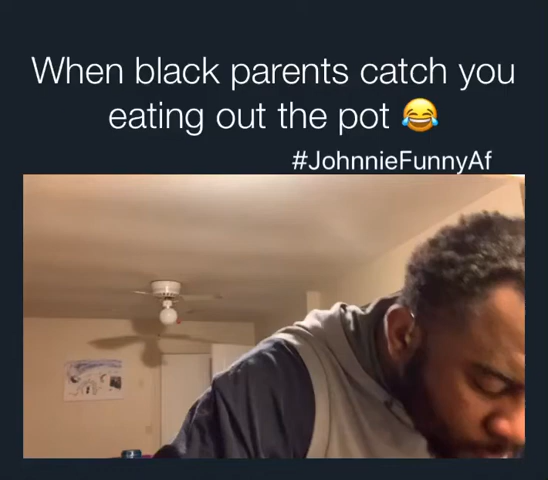 When black parents catch you
eating out the pot 😂
#JohnnieFunnyAf